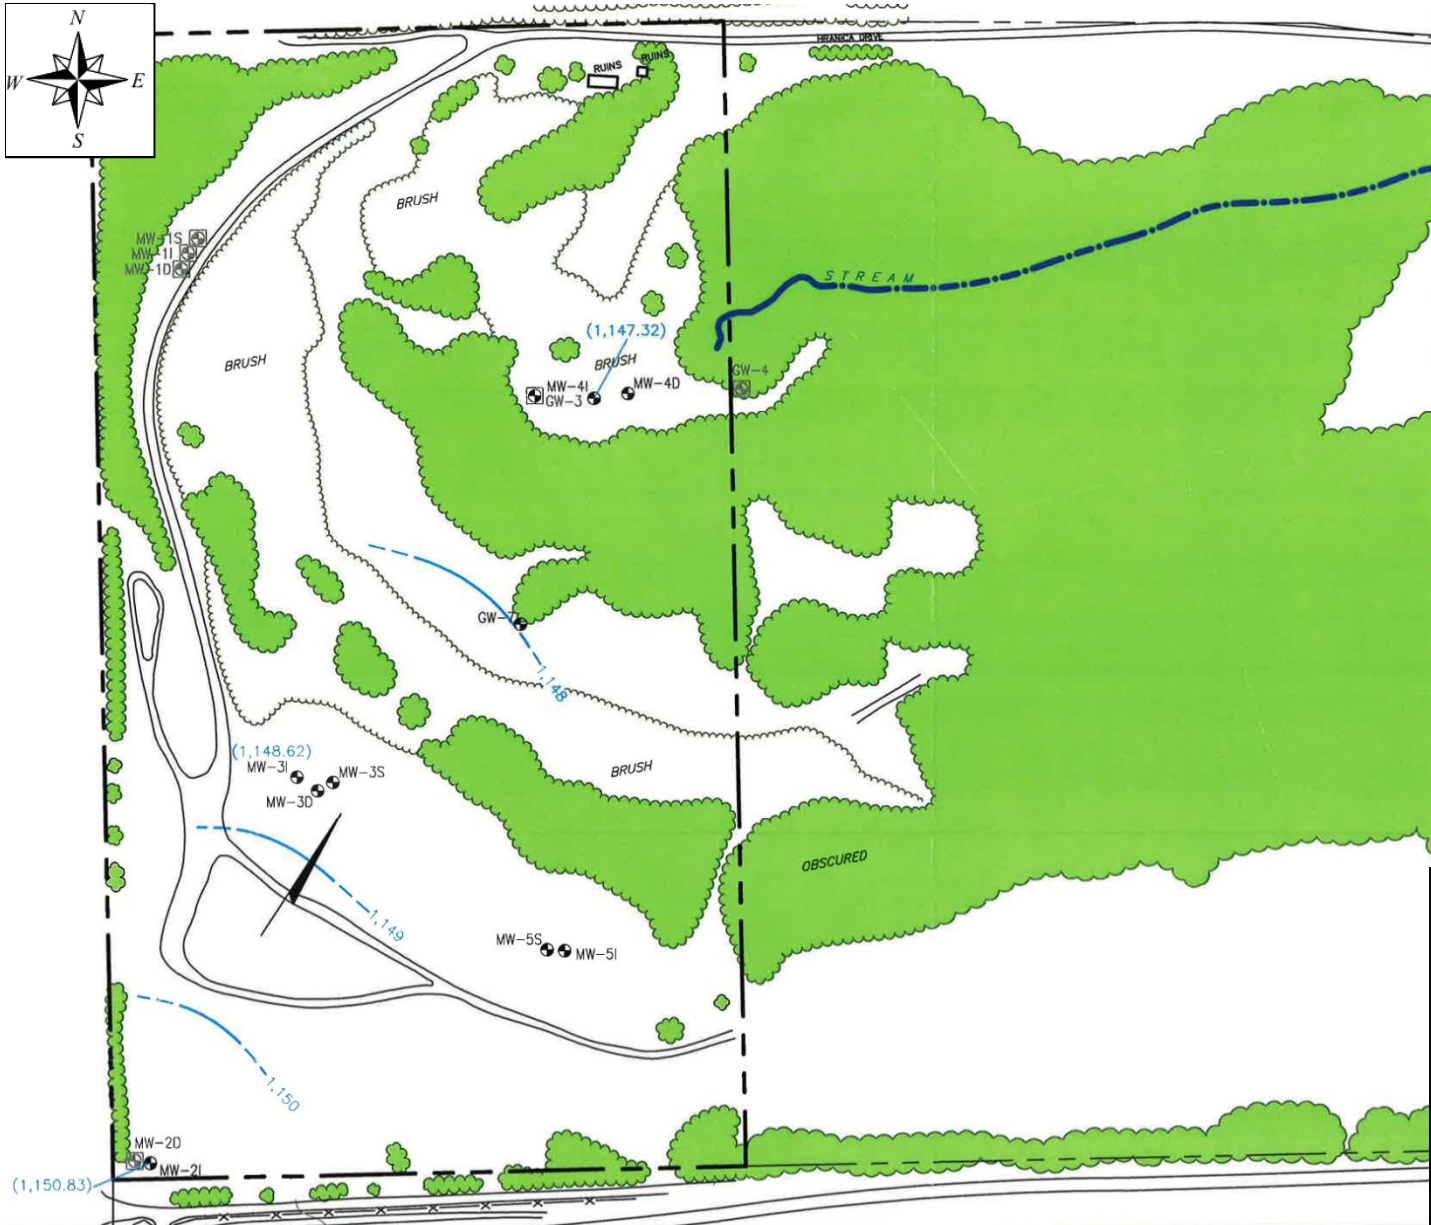 N
W E
S
HRANICA DRIVE
RUINS
RUINS
BRUSH
MW-1S
MW-1I
MW-1D
STREAM
(1,147.32)
BRUSH
BRUSH
GW-4
MW-4I
MW-4D
GW-3
GW-7
1,148
(1,148.62)
MW-3I
MW-3S
MW-3D
BRUSH
OBSCURED
1,149
MW-5S
MW-5I
1,150
MW-2D
MW-2I
(1,150.83)